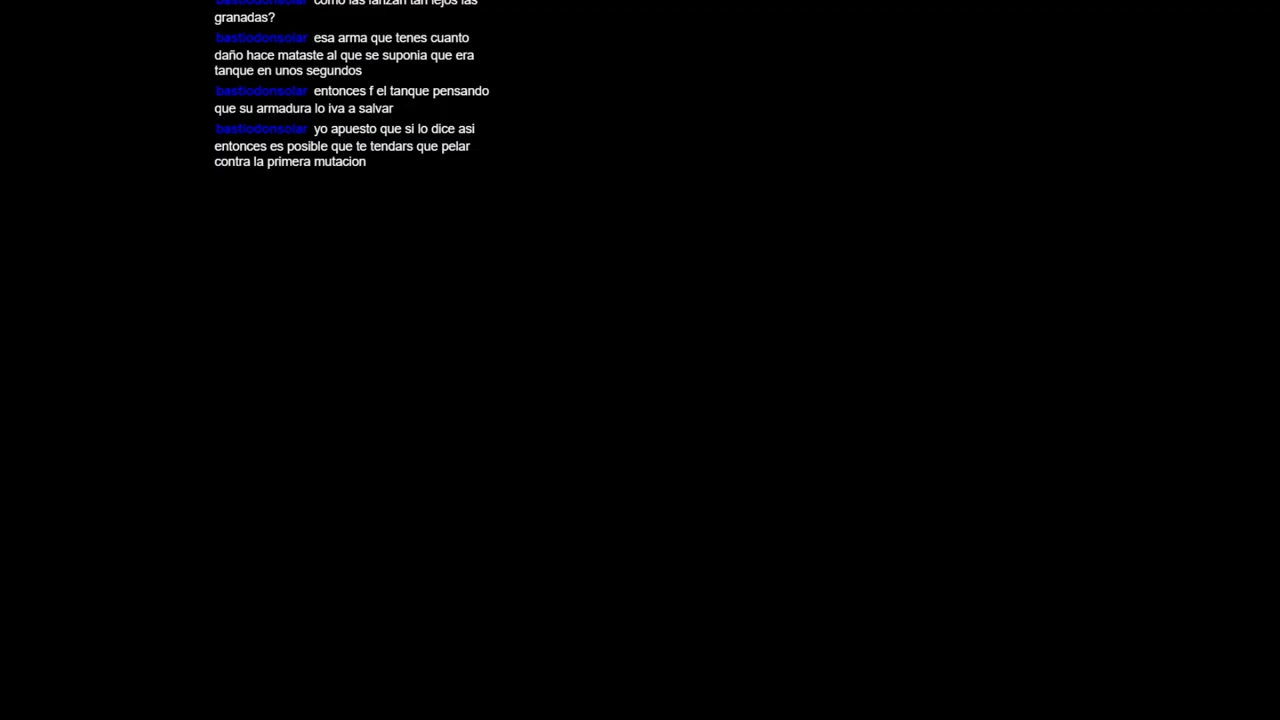 bastiodonsolar como las lanzan tan lejos las
granadas?
bastiodonsolar esa arma que tenes cuanto
daño hace mataste al que se suponia que era
tanque en unos segundos
bastiodonsolar entonces f el tanque pensando
que su armadura lo iva a salvar
bastiodonsolar yo apuesto que si lo dice asi
entonces es posible que te tendars que pelar
contra la primera mutacion